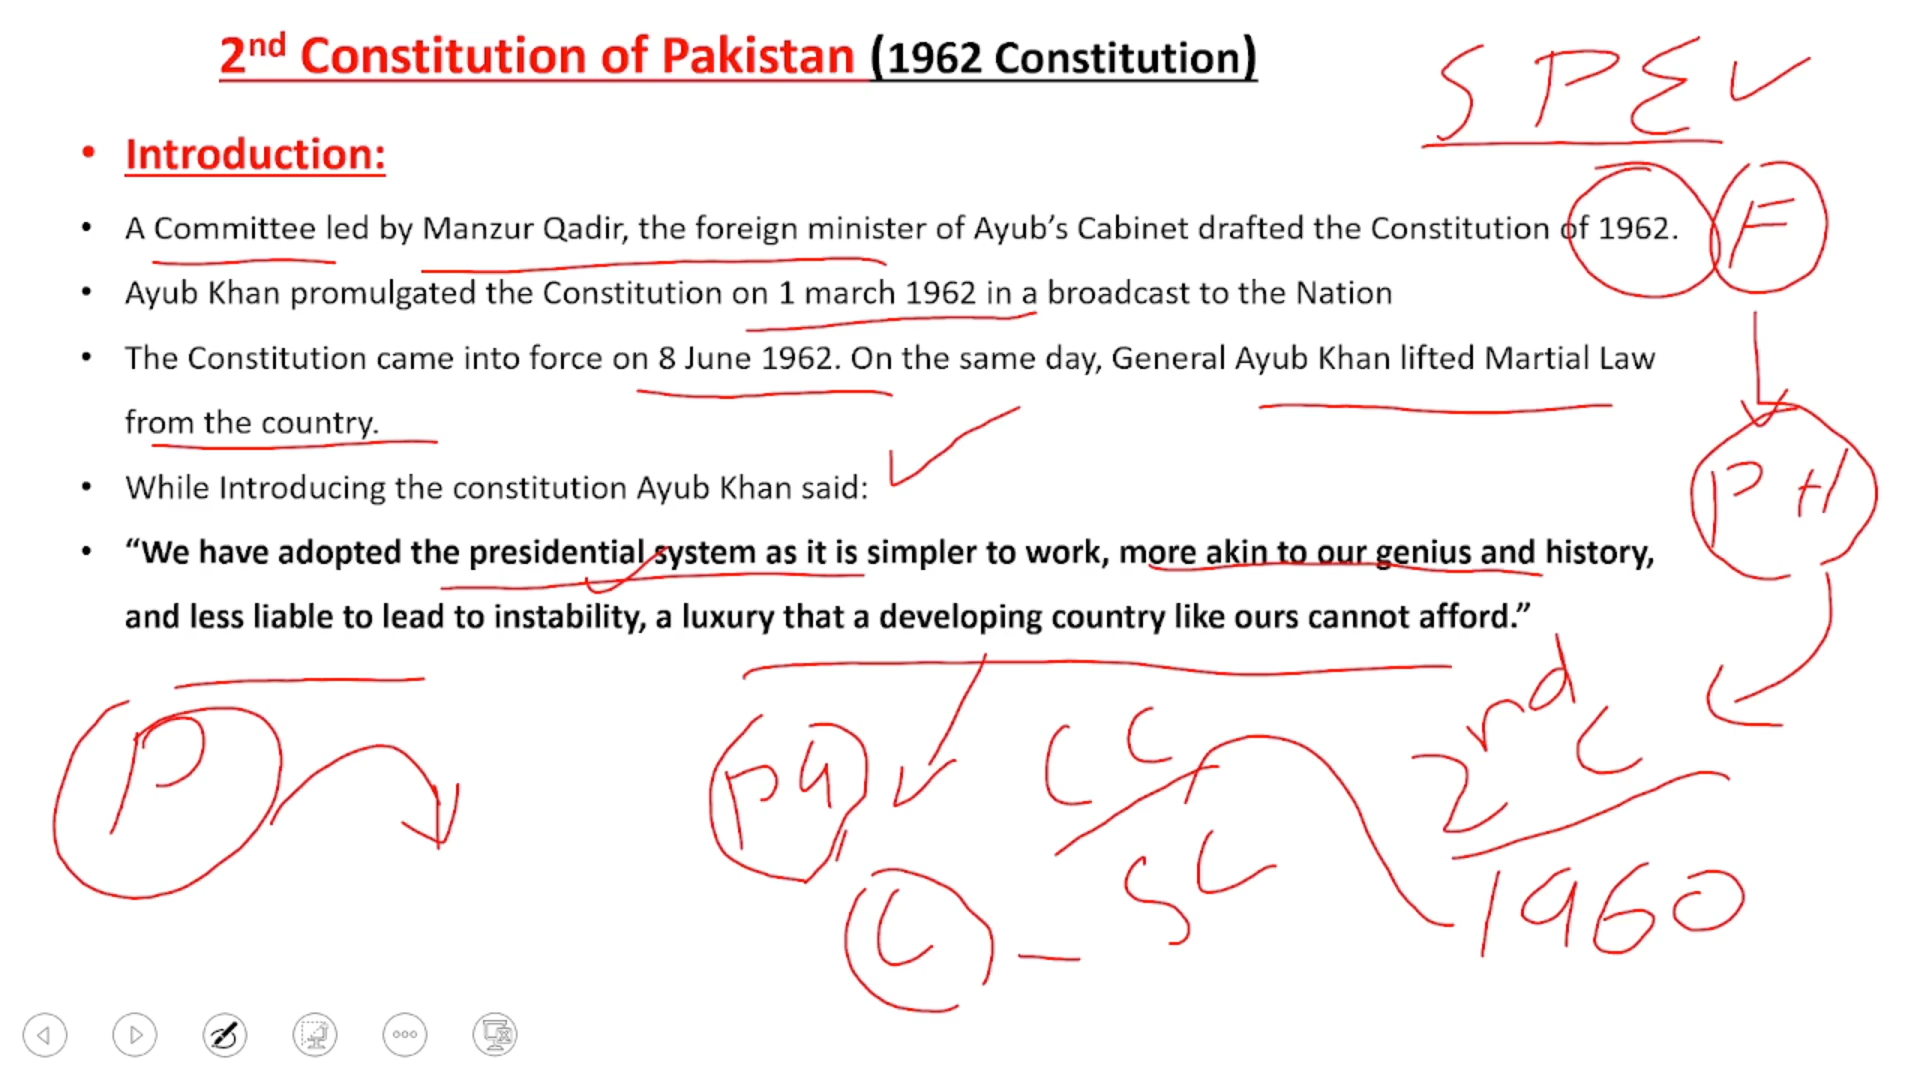 2nd Constitution of Pakistan (1962 Constitution)
S P E V
• Introduction:
• A Committee led by Manzur Qadir, the foreign minister of Ayub’s Cabinet drafted the Constitution of 1962.
F
• Ayub Khan promulgated the Constitution on 1 march 1962 in a broadcast to the Nation
• The Constitution came into force on 8 June 1962. On the same day, General Ayub Khan lifted Martial Law
from the country.
• While Introducing the constitution Ayub Khan said:
PH
• “We have adopted the presidential system as it is simpler to work, more akin to our genius and history,
and less liable to lead to instability, a luxury that a developing country like ours cannot afford.”
P
CC
2rd C
SC
1960
C